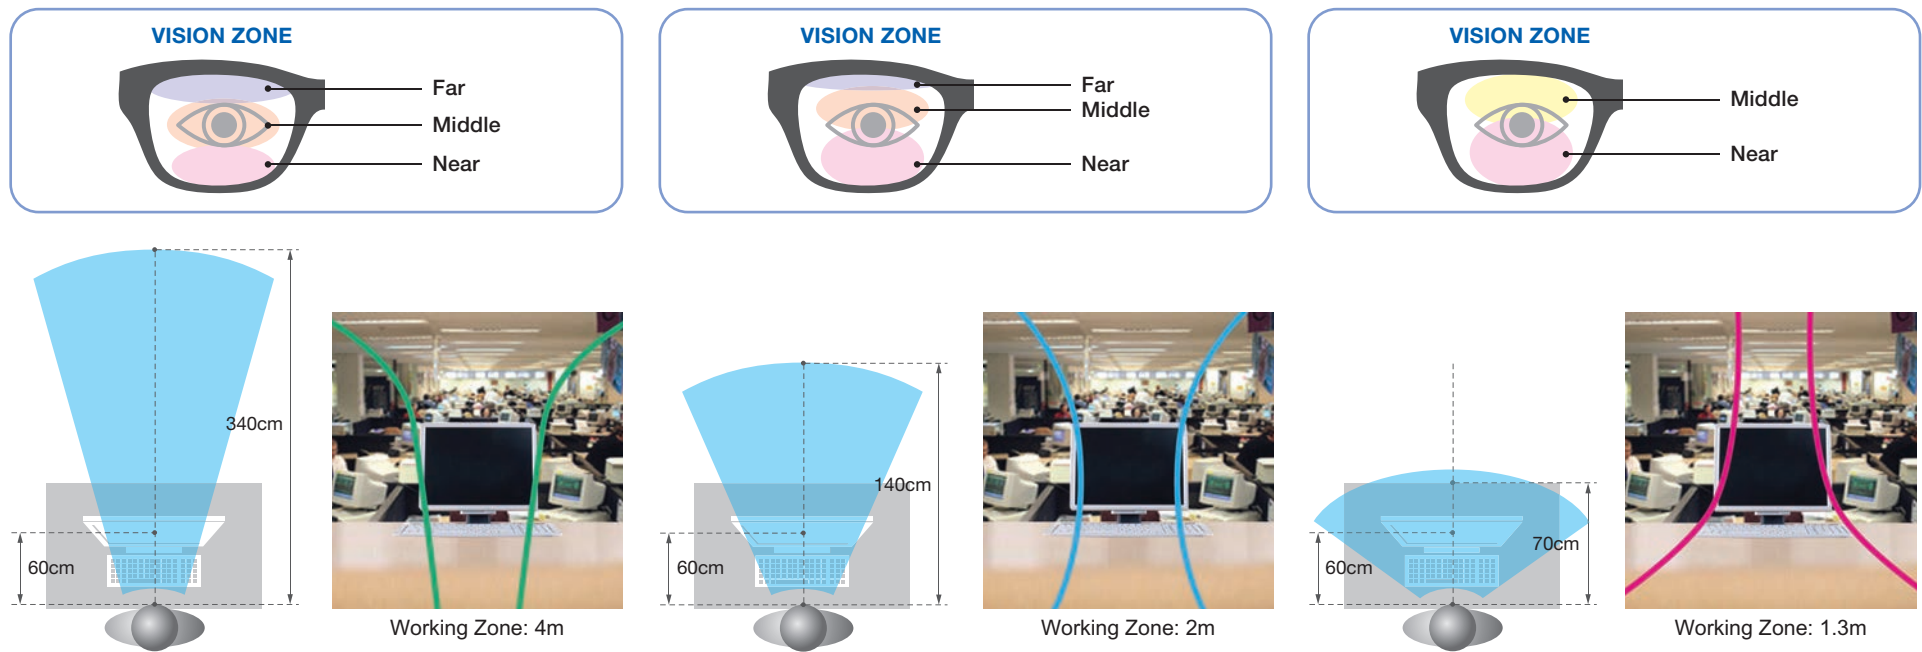 VISION ZONE
Far
Middle
Near
340cm
60cm
Working Zone: 4m
VISION ZONE
Far
Middle
Near
140cm
60cm
Working Zone: 2m
VISION ZONE
Middle
Near
70cm
60cm
Working Zone: 1.3m